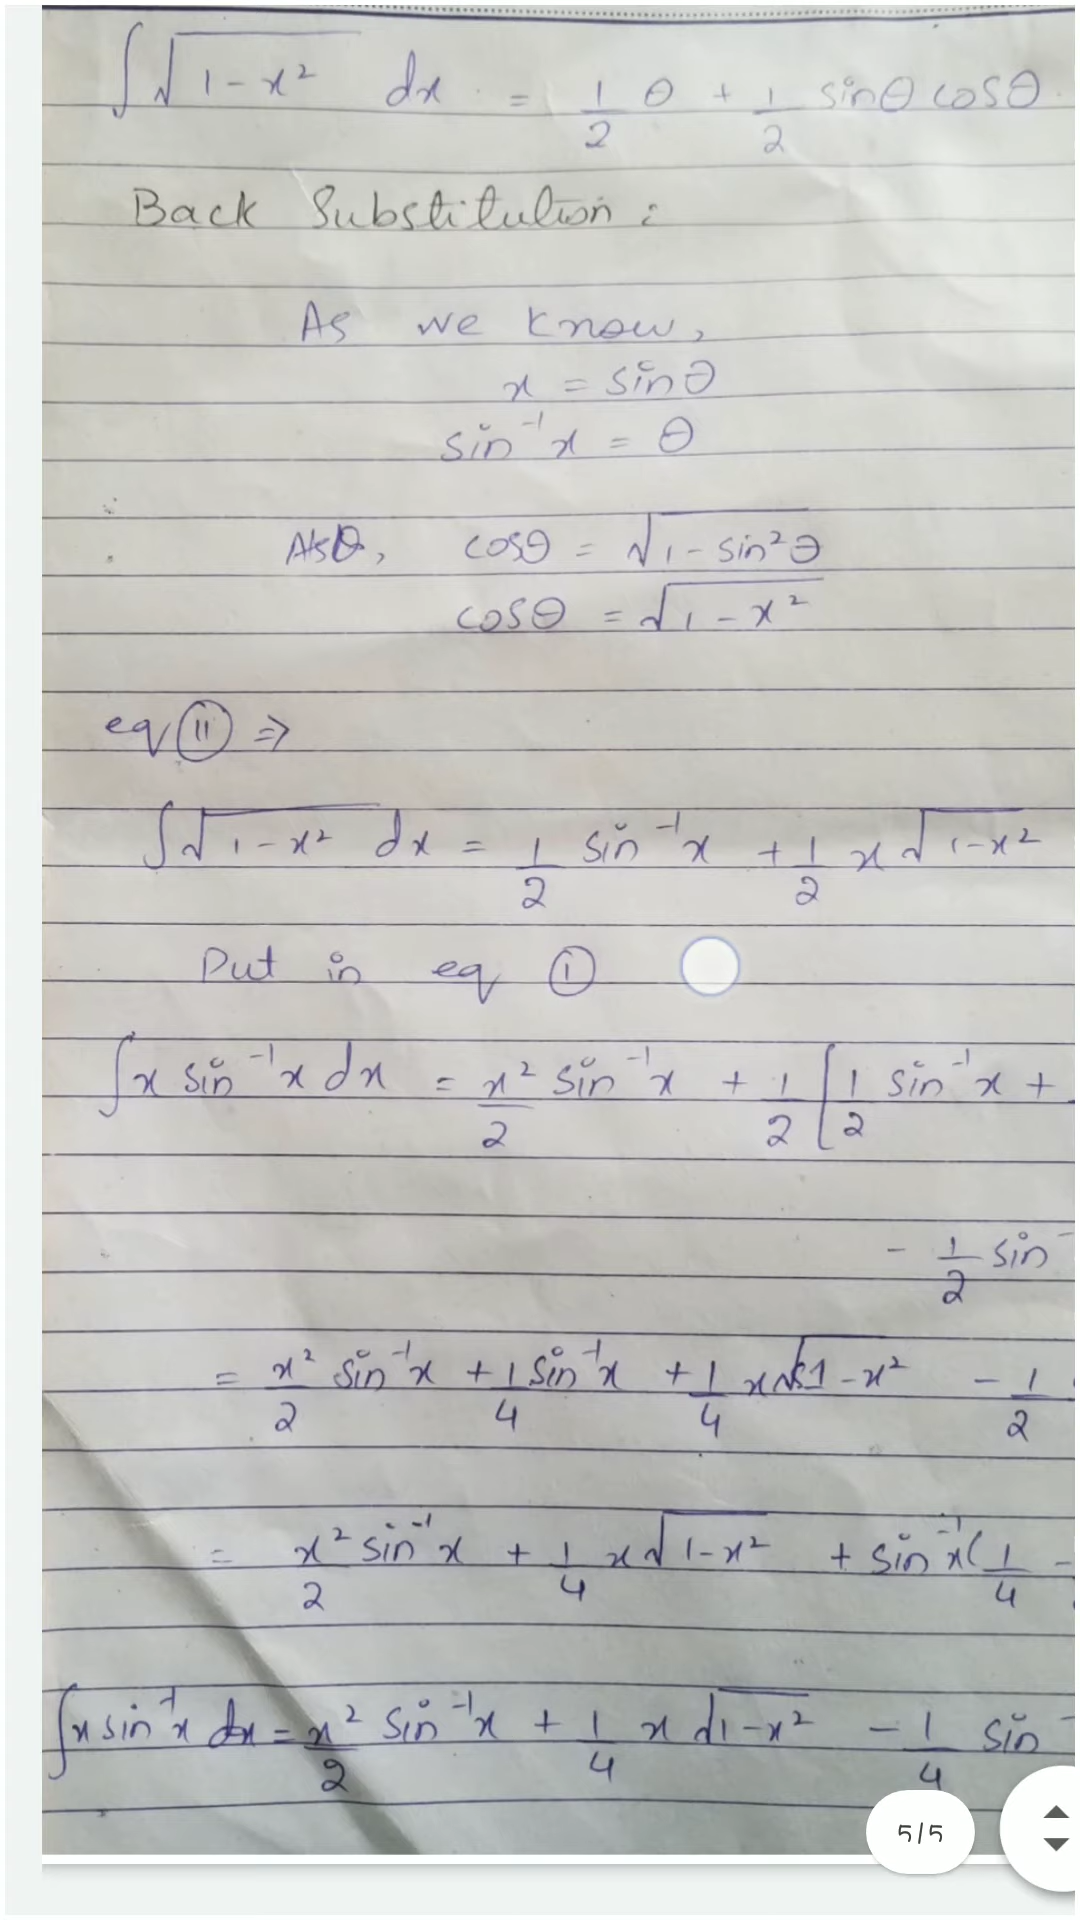 ∫√(1-x²) dx = 1/2 θ + 1/2 sinθ cosθ
Back Substitution:
As we know,
x = sinθ
sin⁻¹x = θ
Also, cosθ = √(1-sin²θ)
cosθ = √(1-x²)
eq (II) ⇒
∫√(1-x²) dx = 1/2 sin⁻¹x + 1/2 x√(1-x²)
Put in eq (I)
∫x sin⁻¹x dx = x²/2 sin⁻¹x + 1/2 [1/2 sin⁻¹x +
- 1/2 sin⁻
= x²/2 sin⁻¹x + 1/4 sin⁻¹x + 1/4 x√(1-x²) - 1/2
= x²/2 sin⁻¹x + 1/4 x√(1-x²) + sin⁻¹x(1/4 -
∫x sin⁻¹x dx = x²/2 sin⁻¹x + 1/4 x√(1-x²) - 1/4 sin⁻
5/5